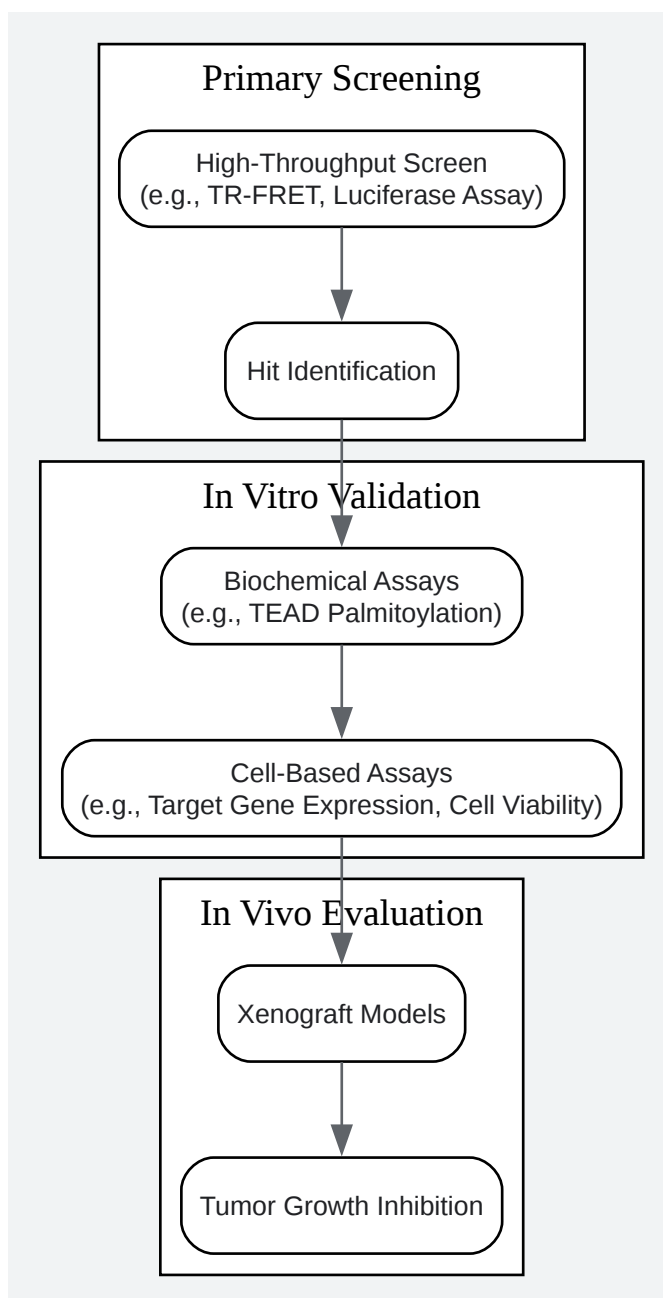 Primary Screening
High-Throughput Screen
(e.g., TR-FRET, Luciferase Assay)
Hit Identification
In Vitro Validation
Biochemical Assays
(e.g., TEAD Palmitoylation)
Cell-Based Assays
(e.g., Target Gene Expression, Cell Viability)
In Vivo Evaluation
Xenograft Models
Tumor Growth Inhibition